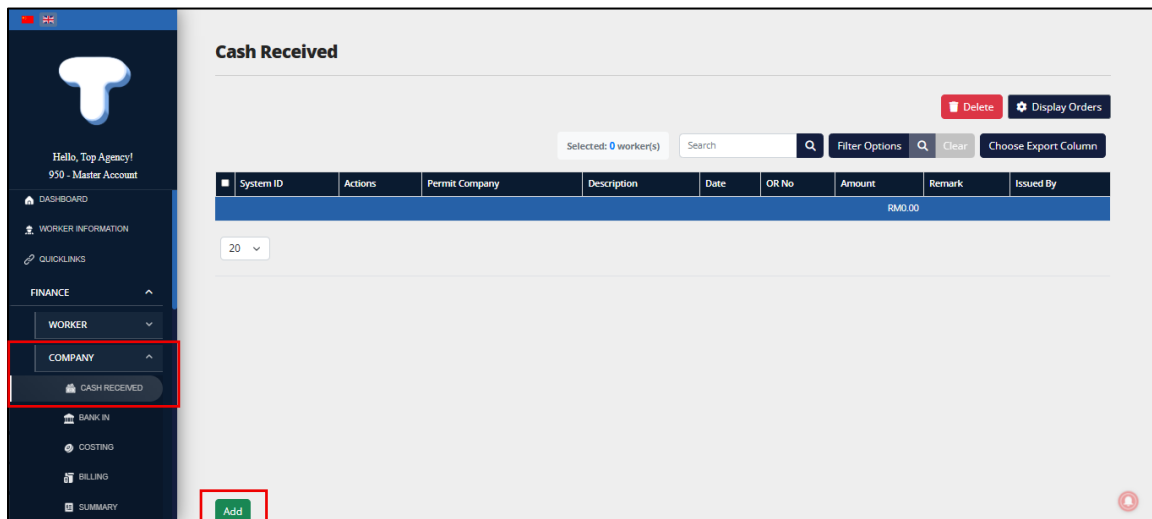 Hello, Top Agency!
950 - Master Account
DASHBOARD
WORKER INFORMATION
QUICKLINKS
FINANCE
WORKER
COMPANY
CASH RECEIVED
BANK IN
COSTING
BILLING
SUMMARY
Cash Received
Delete Display Orders
Selected: 0 worker(s) Search Filter Options Clear Choose Export Column
System ID Actions Permit Company Description Date OR No Amount Remark Issued By
RM0.00
20
Add